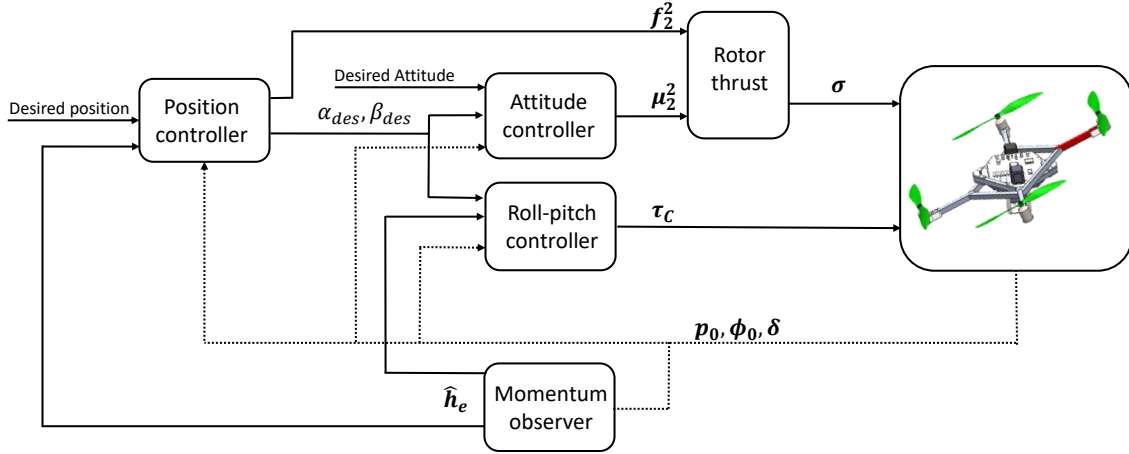 f₂²
Rotor
thrust
Desired Attitude
Desired position
Position
controller
α_des, β_des
Attitude
controller
μ₂²
σ
Roll-pitch
controller
τ_C
p₀, ϕ₀, δ
ĥₑ
Momentum
observer